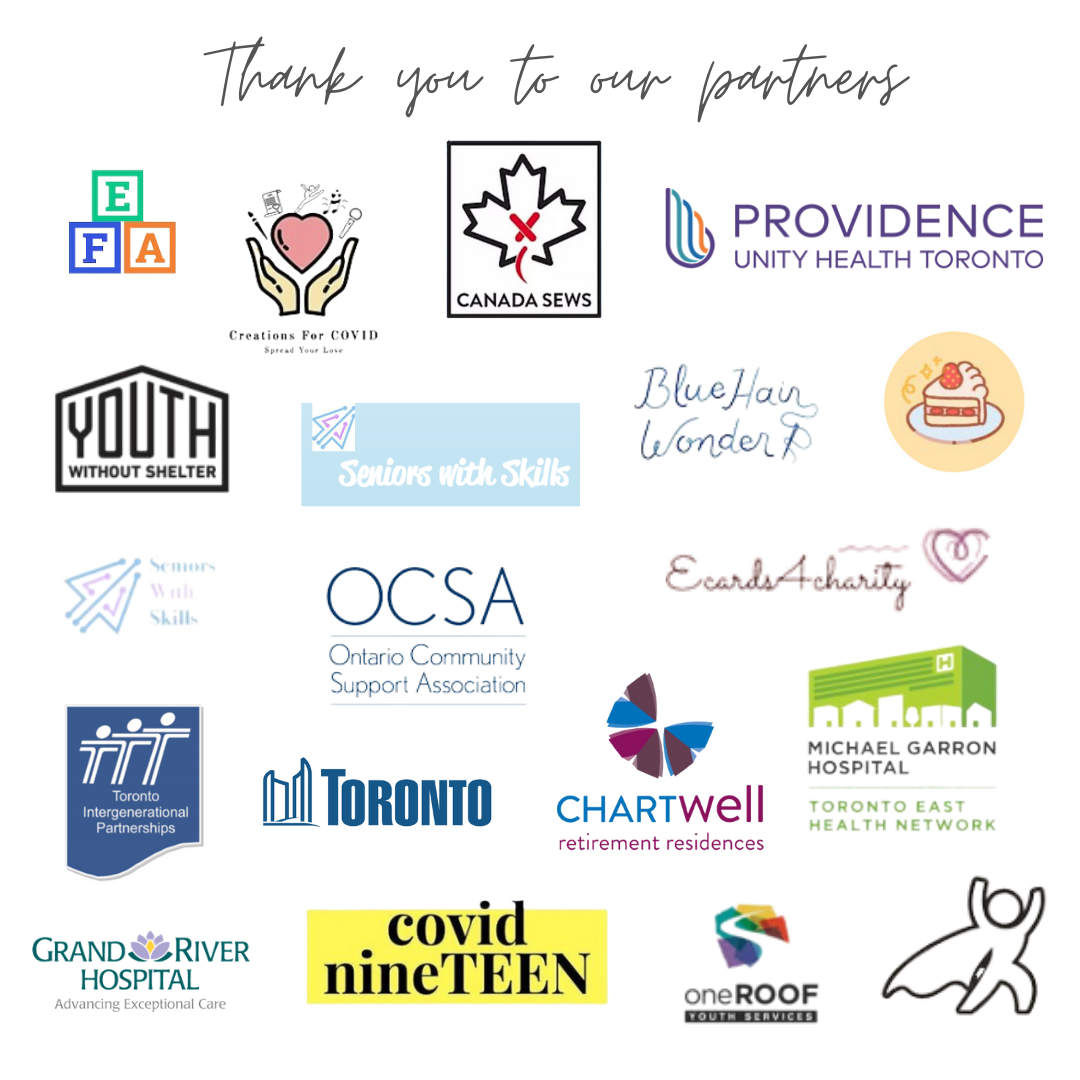 Thank you to our partners
E
F A
Creations For COVID
Spread Your Love
CANADA SEWS
PROVIDENCE
UNITY HEALTH TORONTO
YOUTH
WITHOUT SHELTER
Seniors with Skills
Blue Hair
Wonder
Seniors
With
Skills
OCSA
Ontario Community
Support Association
Ecards4charity
H
MICHAEL GARRON
HOSPITAL
TORONTO EAST
HEALTH NETWORK
Toronto
Intergenerational
Partnerships
TORONTO
CHARTwell
retirement residences
GRAND RIVER
HOSPITAL
Advancing Exceptional Care
covid
nineTEEN
oneROOF
YOUTH SERVICES